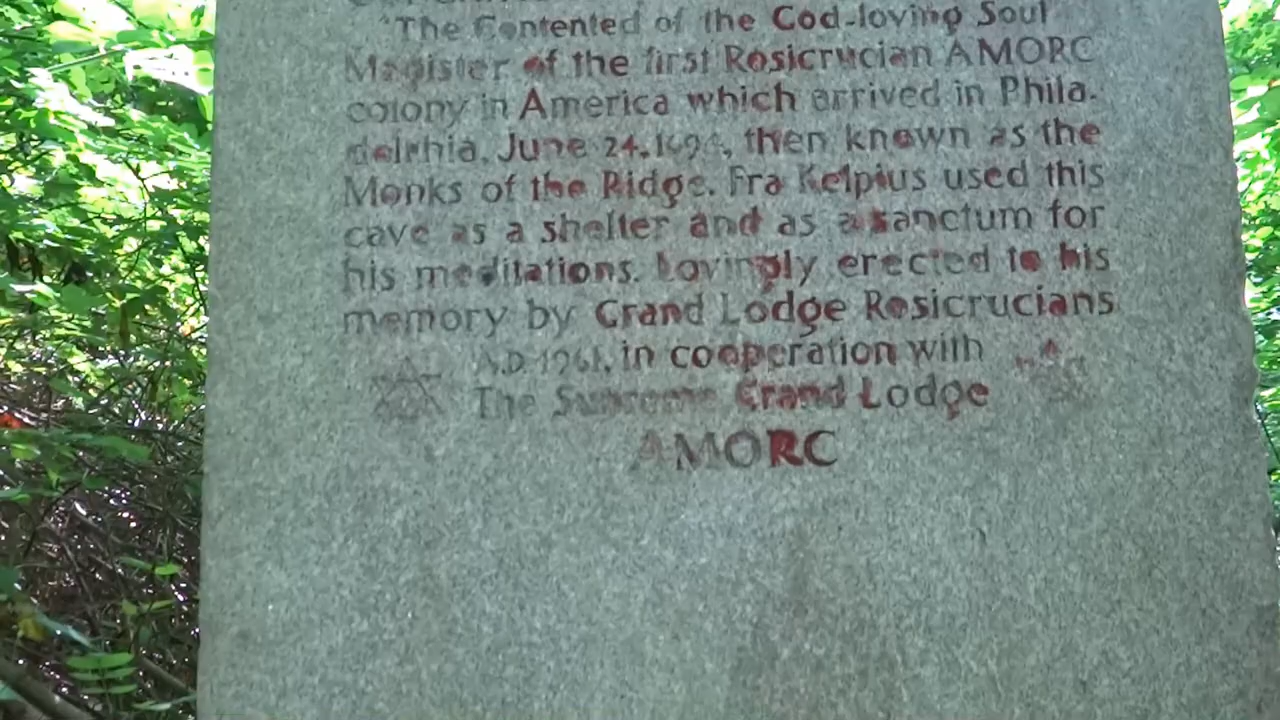 "The Contented of the God-loving Soul
Magister of the first Rosicrucian AMORC
colony in America which arrived in Phila-
delphia, June 24, 1694, then known as the
Monks of the Ridge. Fra Kelpius used this
cave as a shelter and as a sanctum for
his meditations. Lovingly erected to his
memory by Grand Lodge Rosicrucians
A.D. 1961, in cooperation with
The Supreme Grand Lodge
AMORC